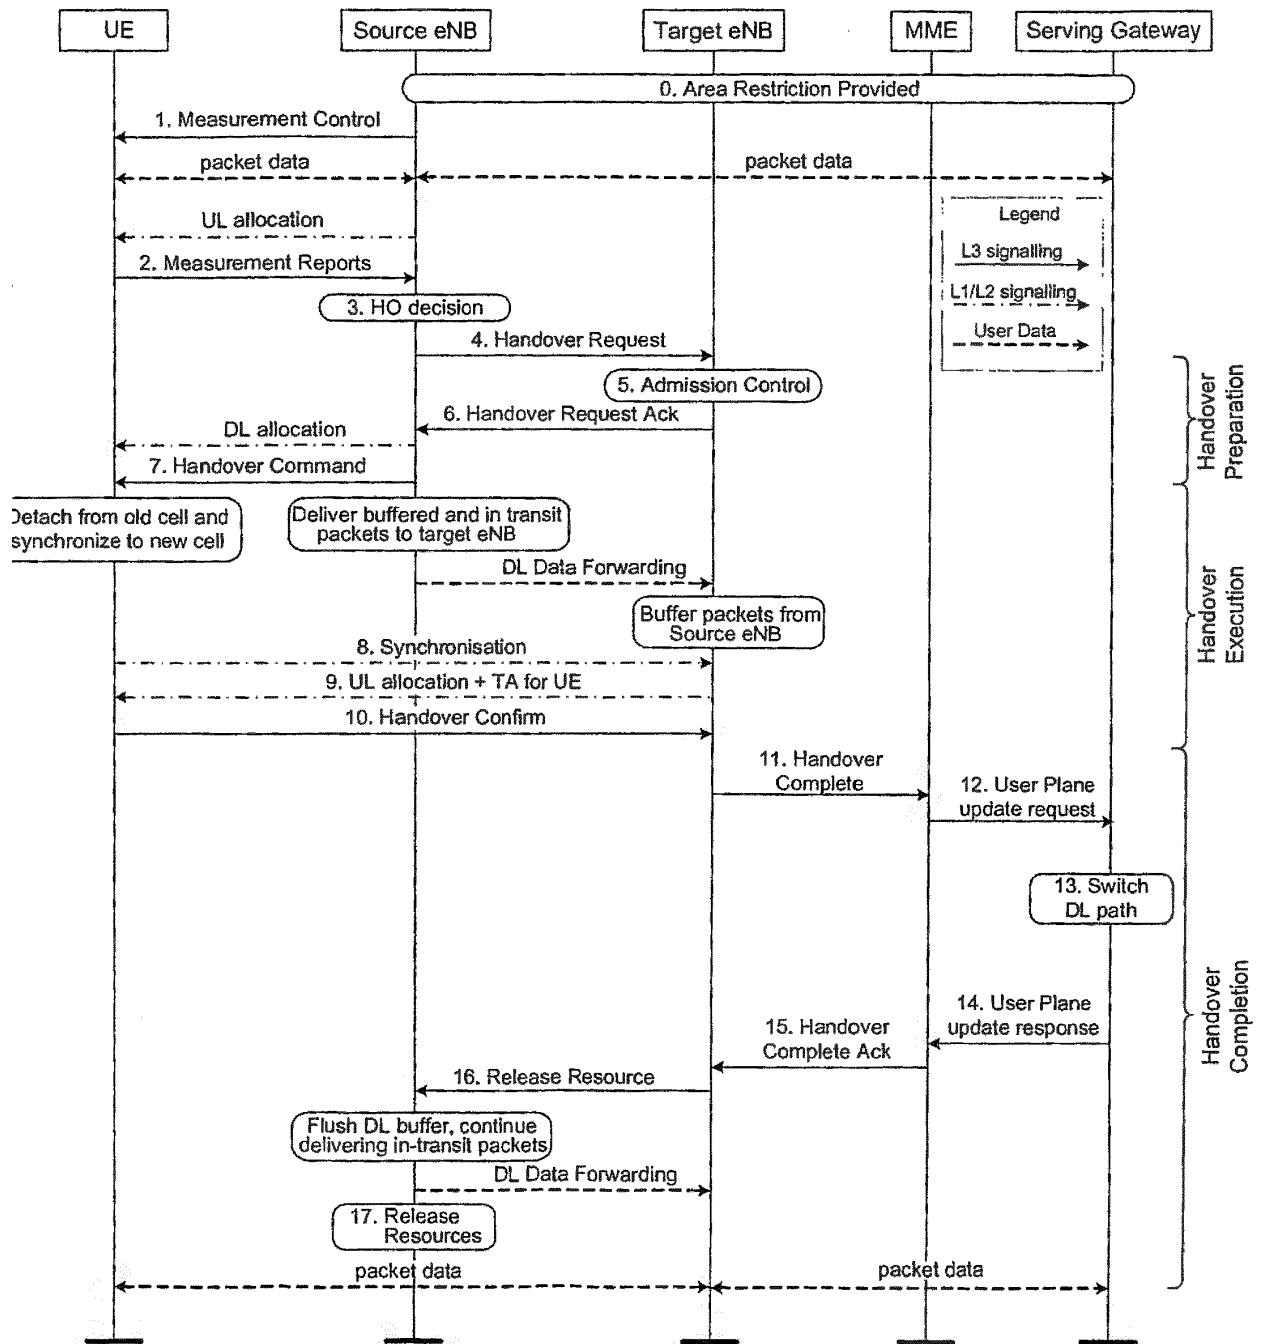 UE
Source eNB
Target eNB
MME
Serving Gateway
0. Area Restriction Provided
1. Measurement Control
packet data
packet data
UL allocation
Legend
L3 signalling
L1/L2 signalling
User Data
2. Measurement Reports
3. HO decision
4. Handover Request
5. Admission Control
6. Handover Request Ack
DL allocation
7. Handover Command
Handover
Preparation
Detach from old cell and
synchronize to new cell
Deliver buffered and in transit
packets to target eNB
DL Data Forwarding
Buffer packets from
Source eNB
8. Synchronisation
9. UL allocation + TA for UE
10. Handover Confirm
Handover
Execution
11. Handover
Complete
12. User Plane
update request
13. Switch
DL path
14. User Plane
update response
15. Handover
Complete Ack
16. Release Resource
Flush DL buffer, continue
delivering in-transit packets
DL Data Forwarding
17. Release
Resources
packet data
packet data
Handover
Completion